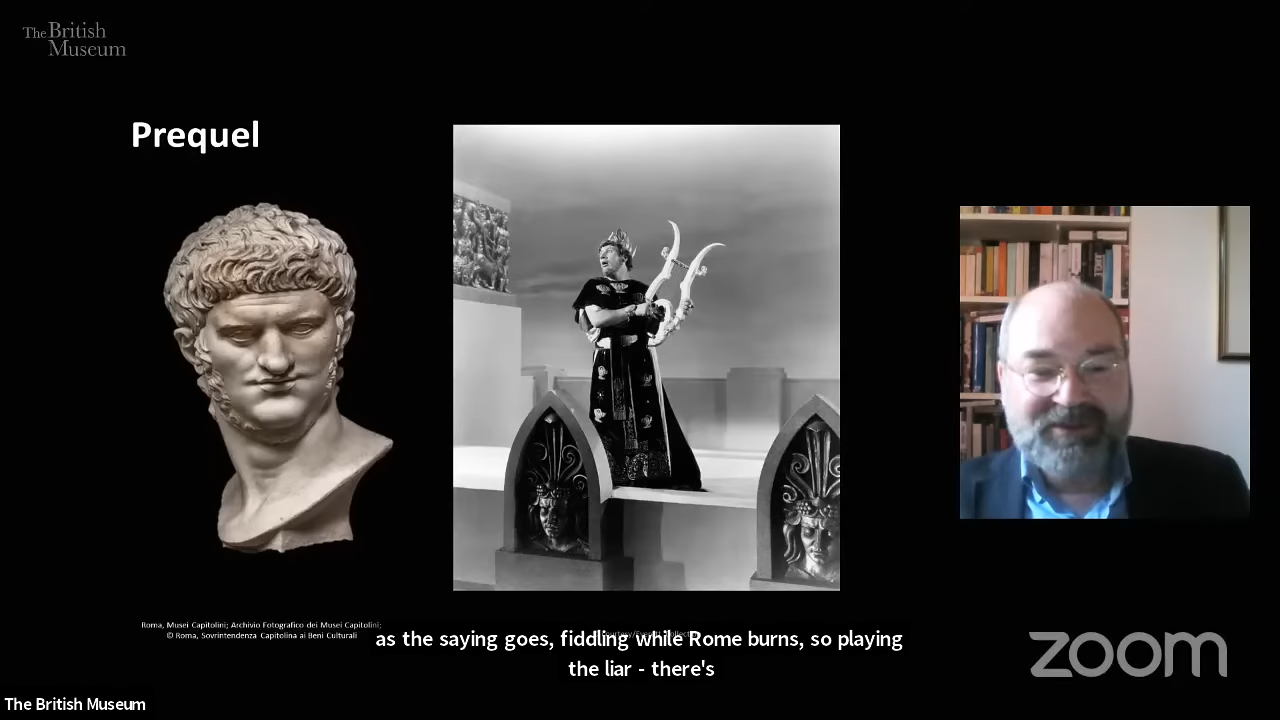 The British
Museum
Prequel
Roma, Musei Capitolini; Archivio Fotografico dei Musei Capitolini;
© Roma, Sovrintendenza Capitolina ai Beni Culturali
as the saying goes, fiddling while Rome burns, so playing
the liar - there's
zoom
The British Museum